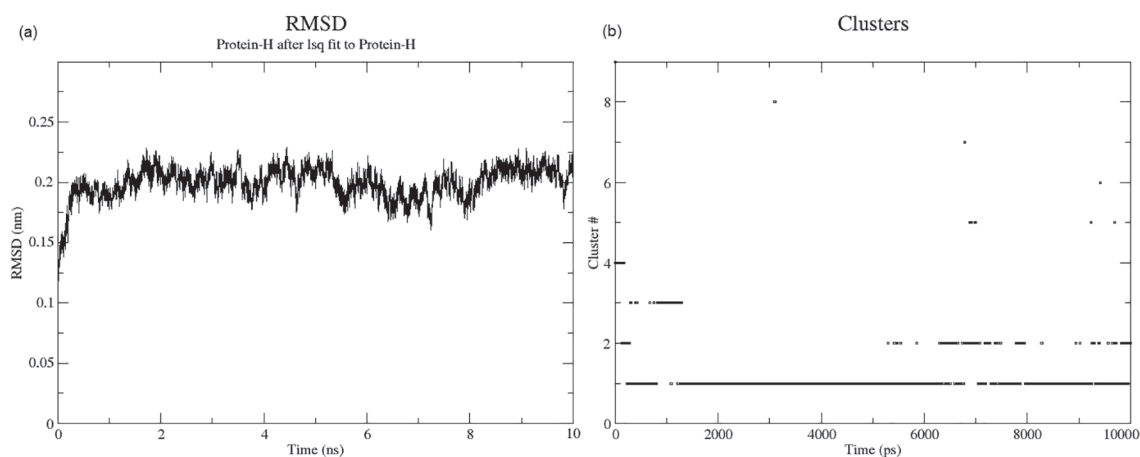 (a)
RMSD
Protein-H after lsq fit to Protein-H
0.25
0.2
0.15
0.1
0.05
0
RMSD (nm)
0 2 4 6 8 10
Time (ns)
(b)
Clusters
8
6
4
2
0
Cluster #
0 2000 4000 6000 8000 10000
Time (ps)